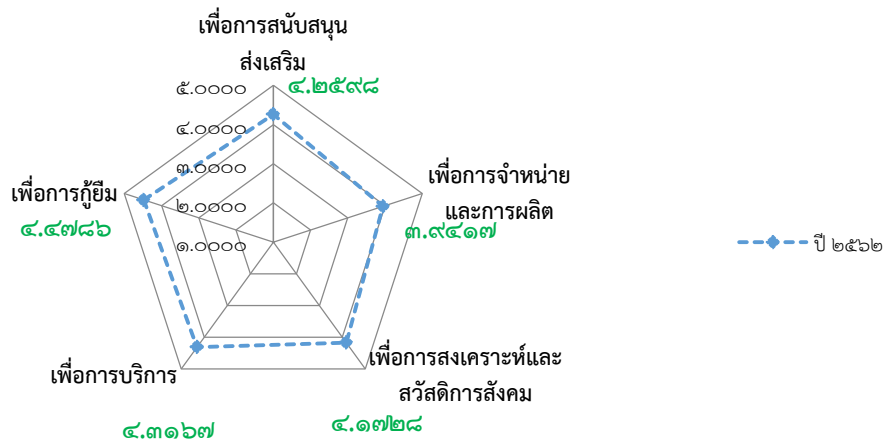 เพื่อการสนับสนุน
ส่งเสริม
๔.๒๕๙๘
๕.๐๐๐๐
๔.๐๐๐๐
๓.๐๐๐๐
๒.๐๐๐๐
๑.๐๐๐๐
เพื่อการจำหน่าย
และการผลิต
๓.๙๔๑๗
เพื่อการกู้ยืม
๔.๔๗๘๖
ปี ๒๕๖๒
เพื่อการสงเคราะห์และ
สวัสดิการสังคม
๔.๑๗๒๘
เพื่อการบริการ
๔.๓๑๖๗